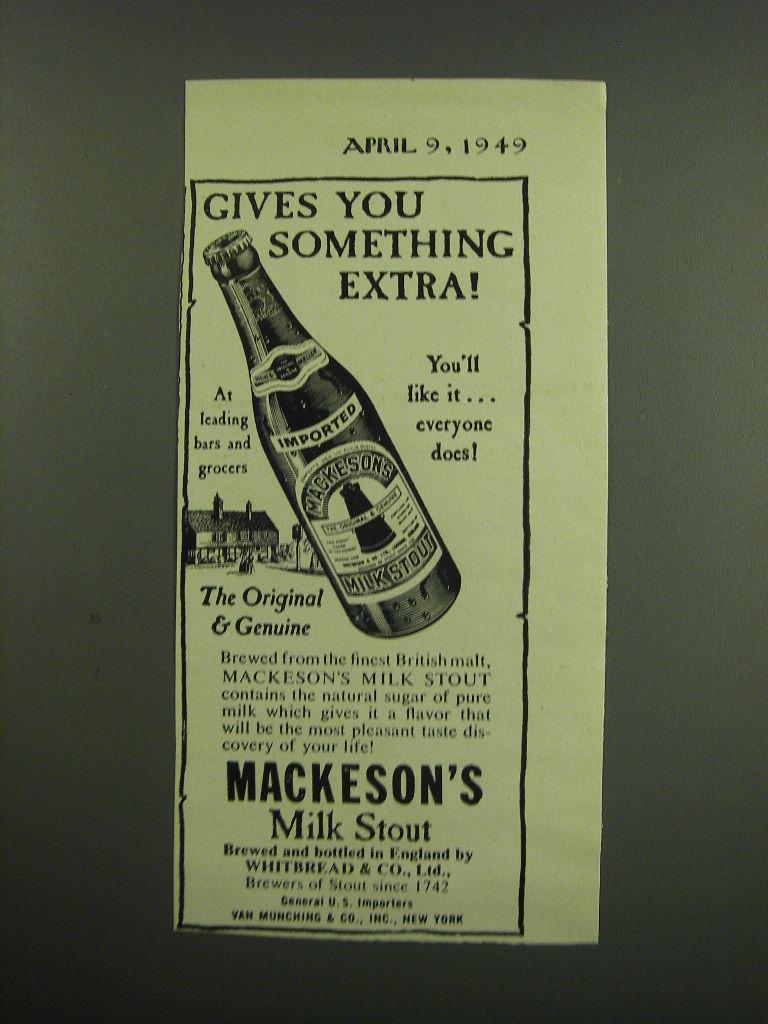 APRIL 9, 1949
GIVES YOU
SOMETHING
EXTRA!
You'll
like it...
everyone
does!
At
leading
bars and
grocers
IMPORTED
MACKESON'S
THE ORIGINAL & GENUINE
MILK STOUT
The Original
& Genuine
Brewed from the finest British malt,
MACKESON'S MILK STOUT
contains the natural sugar of pure
milk which gives it a flavor that
will be the most pleasant taste dis-
covery of your life!
MACKESON'S
Milk Stout
Brewed and bottled in England by
WHITBREAD & CO., Ltd.,
Brewers of Stout since 1742
General U.S. Importers
VAN MUNCHING & CO., INC., NEW YORK